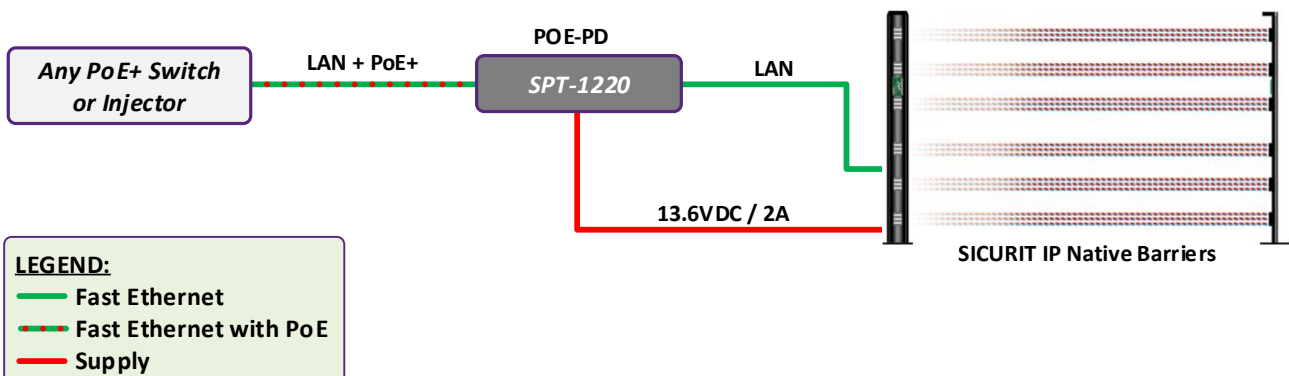 POE-PD
Any PoE+ Switch
or Injector
LAN + PoE+
SPT-1220
LAN
13.6VDC / 2A
SICURIT IP Native Barriers
LEGEND:
Fast Ethernet
Fast Ethernet with PoE
Supply